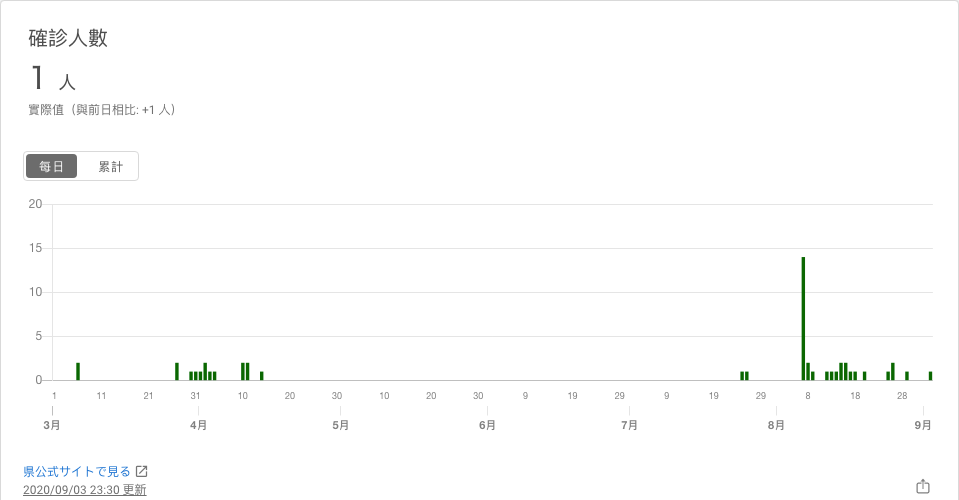 確診人數
1 人
實際值（與前日相比: +1 人）
每日 累計
20
15
10
5
0
1 11 21 31 10 20 30 10 20 30 9 19 29 9 19 29 8 18 28
3月 4月 5月 6月 7月 8月 9月
県公式サイトで見る
2020/09/03 23:30 更新